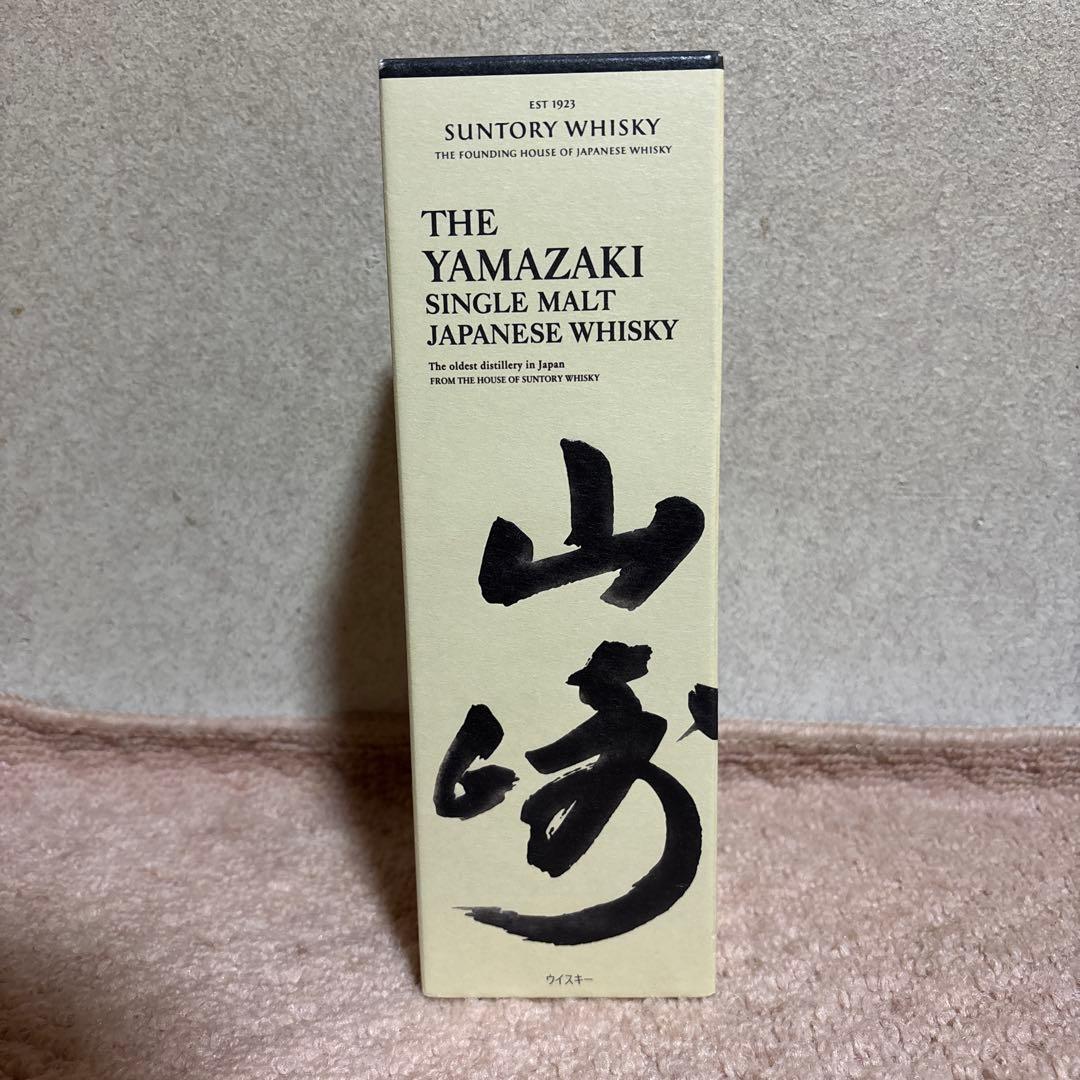 EST 1923
SUNTORY WHISKY
THE FOUNDING HOUSE OF JAPANESE WHISKY
THE
YAMAZAKI
SINGLE MALT
JAPANESE WHISKY
The oldest distillery in Japan
FROM THE HOUSE OF SUNTORY WHISKY
山
崎
ウイスキー